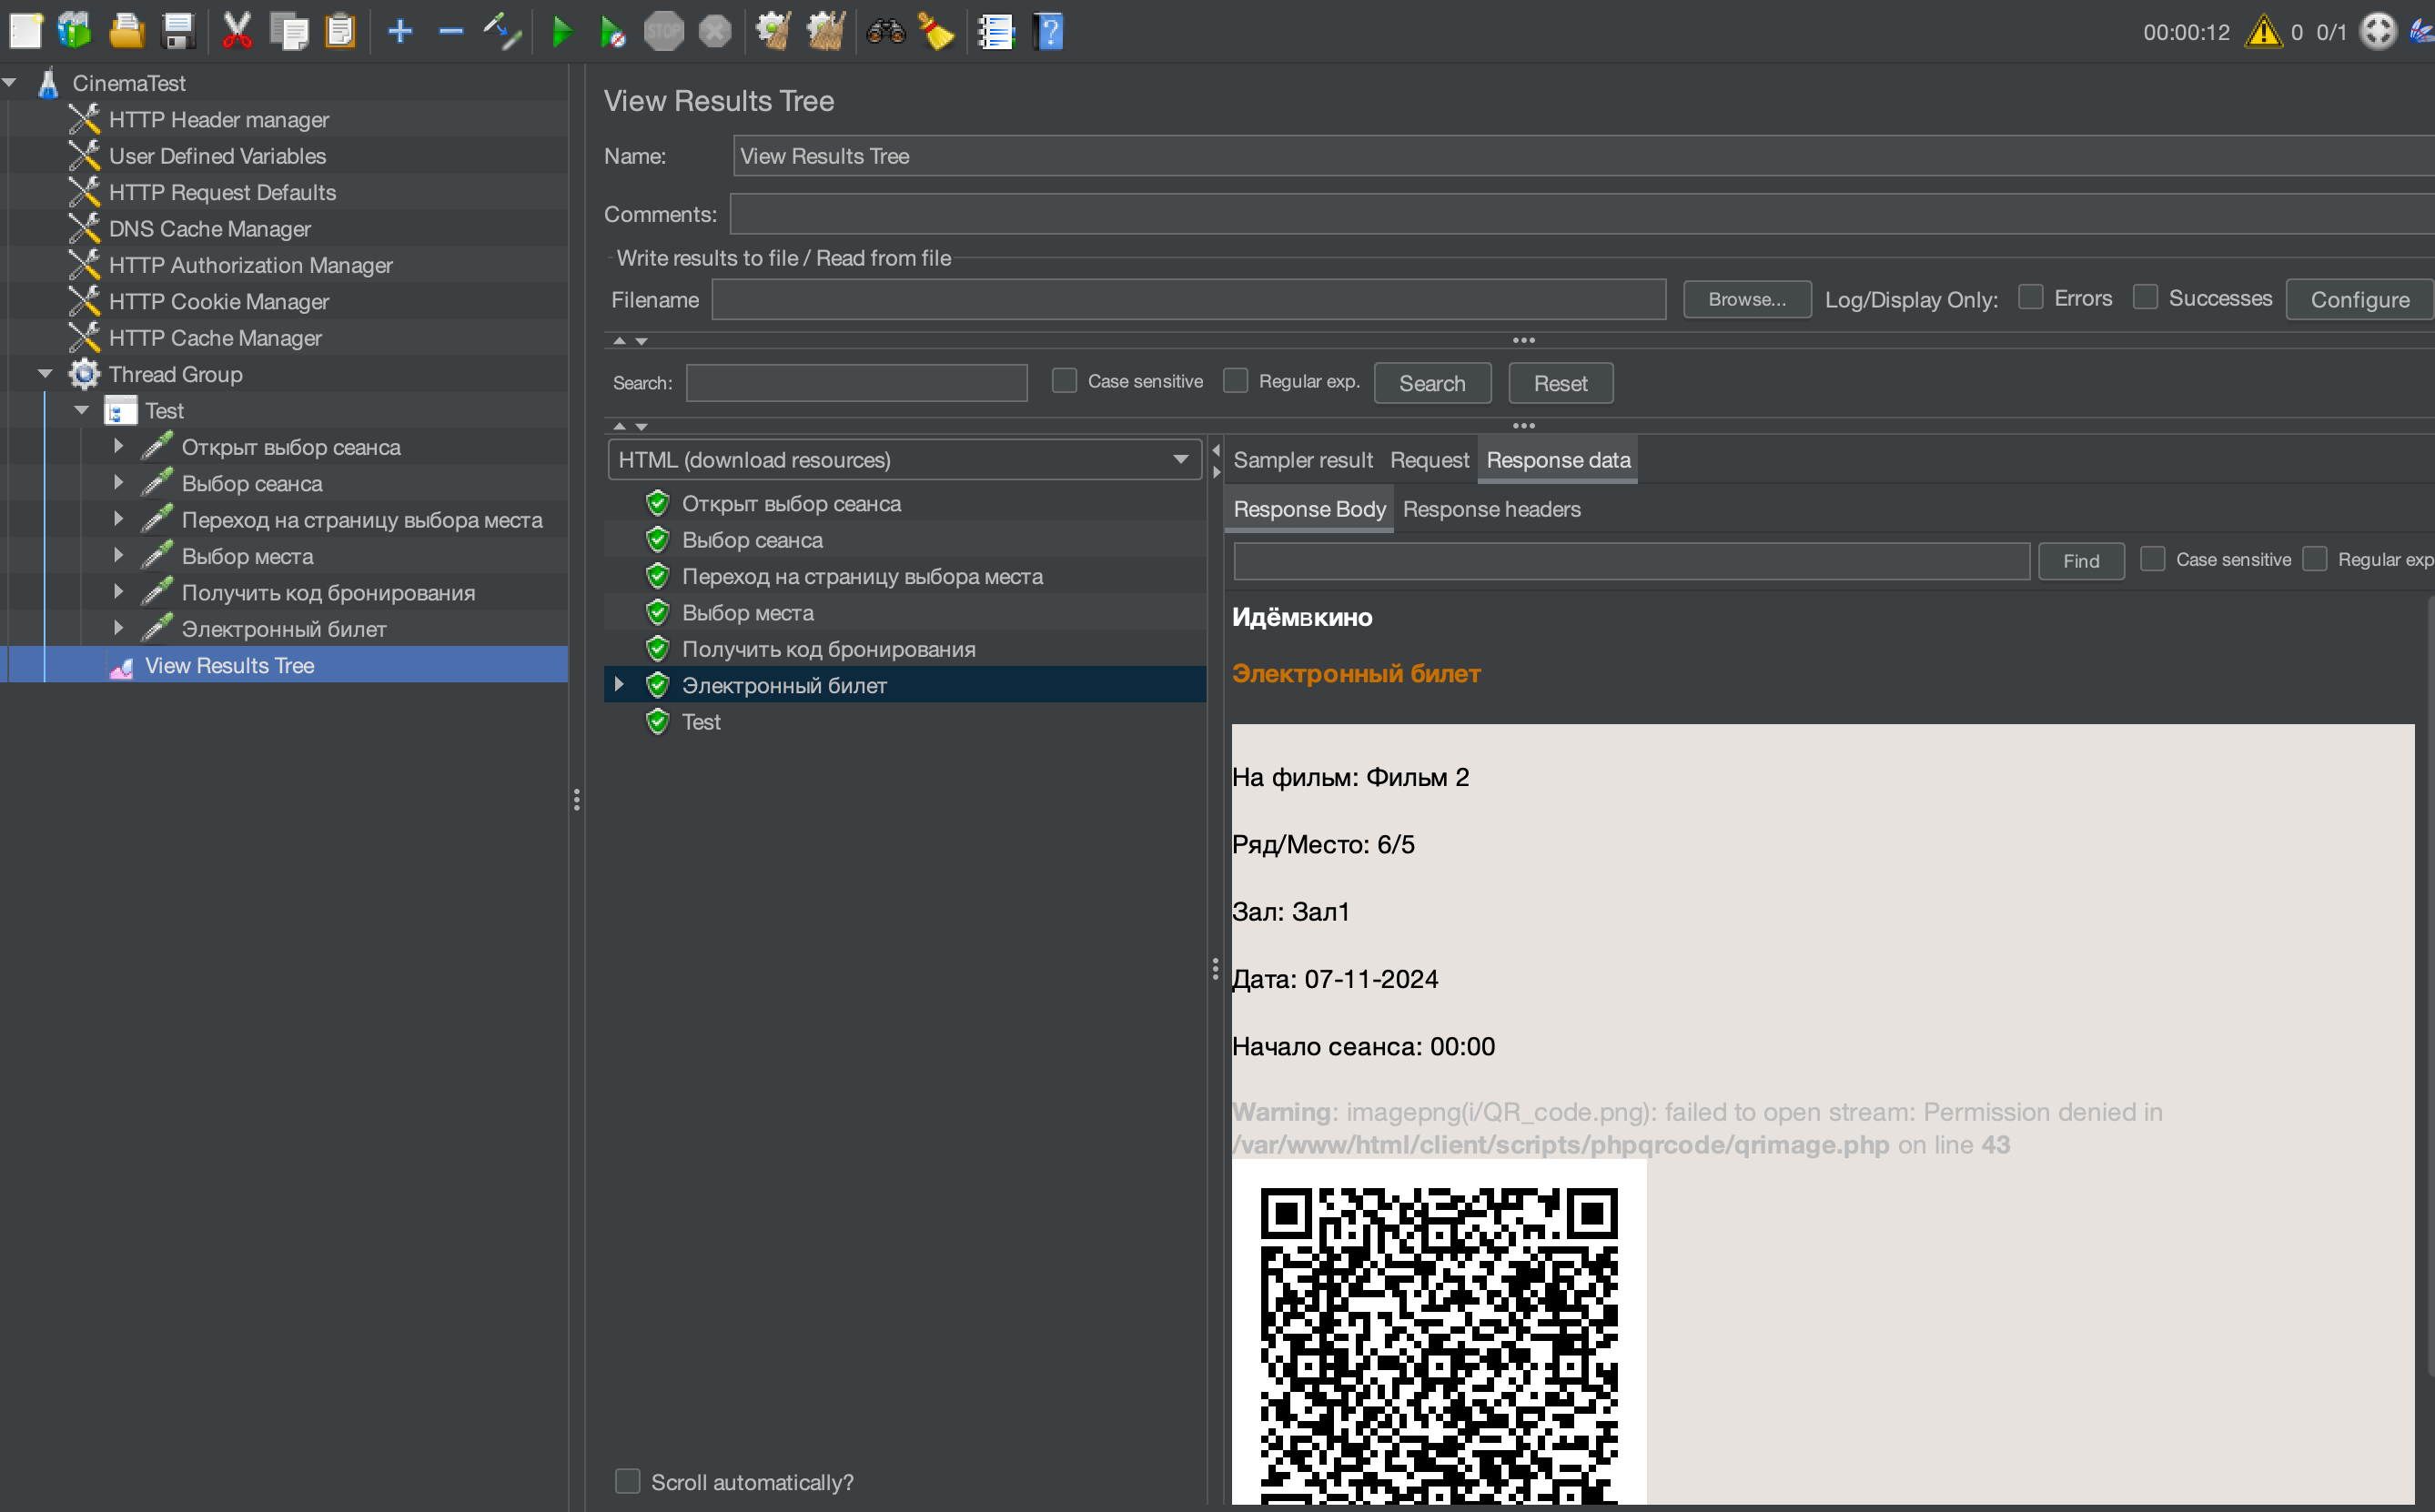 STOP
00:00:12
0
0/1
CinemaTest
HTTP Header manager
User Defined Variables
HTTP Request Defaults
DNS Cache Manager
HTTP Authorization Manager
HTTP Cookie Manager
HTTP Cache Manager
Thread Group
Test
Открыт выбор сеанса
Выбор сеанса
Переход на страницу выбора места
Выбор места
Получить код бронирования
Электронный билет
View Results Tree
View Results Tree
Name: View Results Tree
Comments:
Write results to file / Read from file
Filename Browse... Log/Display Only: Errors Successes Configure
Search: Case sensitive Regular exp. Search Reset
HTML (download resources)
Открыт выбор сеанса
Выбор сеанса
Переход на страницу выбора места
Выбор места
Получить код бронирования
Электронный билет
Test
Scroll automatically?
Sampler result Request Response data
Response Body Response headers
Find Case sensitive Regular exp
Идёмвкино
Электронный билет
На фильм: Фильм 2
Ряд/Место: 6/5
Зал: Зал1
Дата: 07-11-2024
Начало сеанса: 00:00
Warning: imagepng(i/QR_code.png): failed to open stream: Permission denied in
/var/www/html/client/scripts/phpqrcode/qrimage.php on line 43